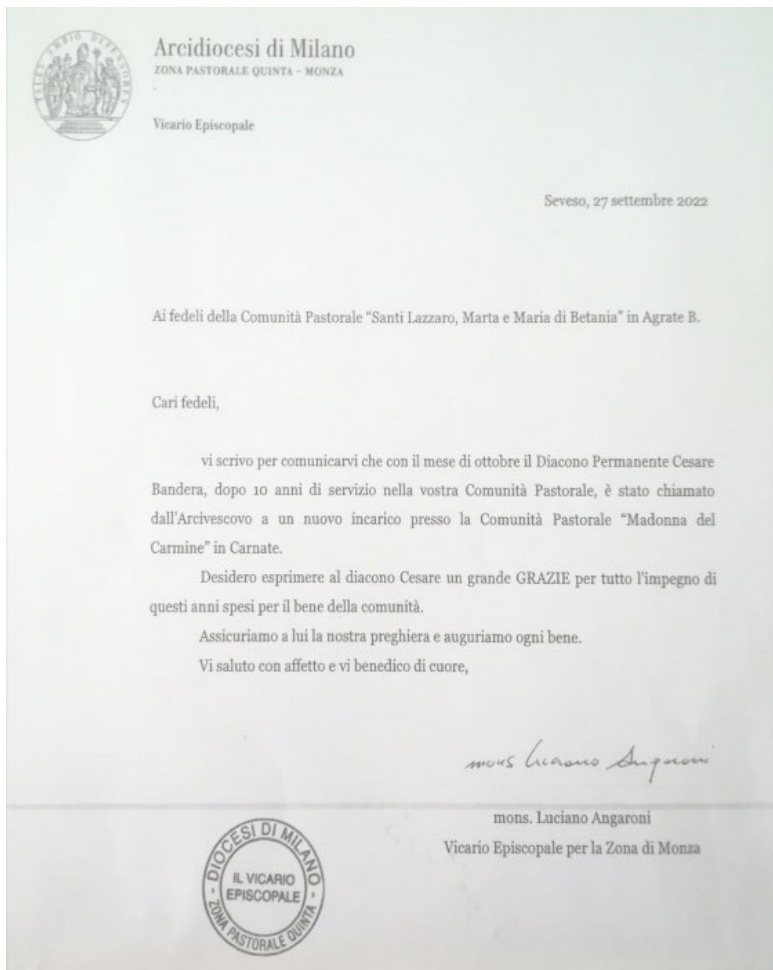 TALES AMBIO DEFENSORES
Arcidiocesi di Milano
ZONA PASTORALE QUINTA – MONZA
Vicario Episcopale
Seveso, 27 settembre 2022
Ai fedeli della Comunità Pastorale “Santi Lazzaro, Marta e Maria di Betania” in Agrate B.
Cari fedeli,
vi scrivo per comunicarvi che con il mese di ottobre il Diacono Permanente Cesare
Bandera, dopo 10 anni di servizio nella vostra Comunità Pastorale, è stato chiamato
dall’Arcivescovo a un nuovo incarico presso la Comunità Pastorale “Madonna del
Carmine” in Carnate.
Desidero esprimere al diacono Cesare un grande GRAZIE per tutto l’impegno di
questi anni spesi per il bene della comunità.
Assicuriamo a lui la nostra preghiera e auguriamo ogni bene.
Vi saluto con affetto e vi benedico di cuore,
mons Luciano Angaroni
mons. Luciano Angaroni
Vicario Episcopale per la Zona di Monza
DIOCESI DI MILANO
IL VICARIO
EPISCOPALE
ZONA PASTORALE QUINTA